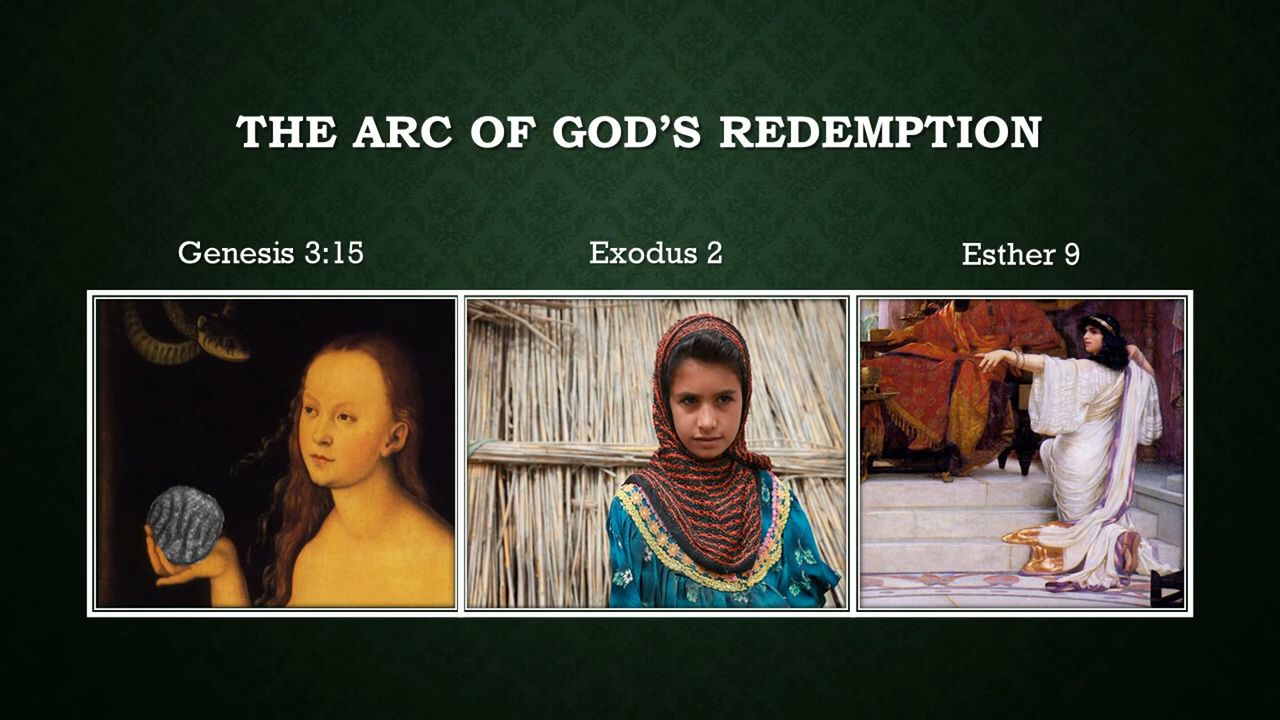 THE ARC OF GOD’S REDEMPTION
Genesis 3:15
Exodus 2
Esther 9